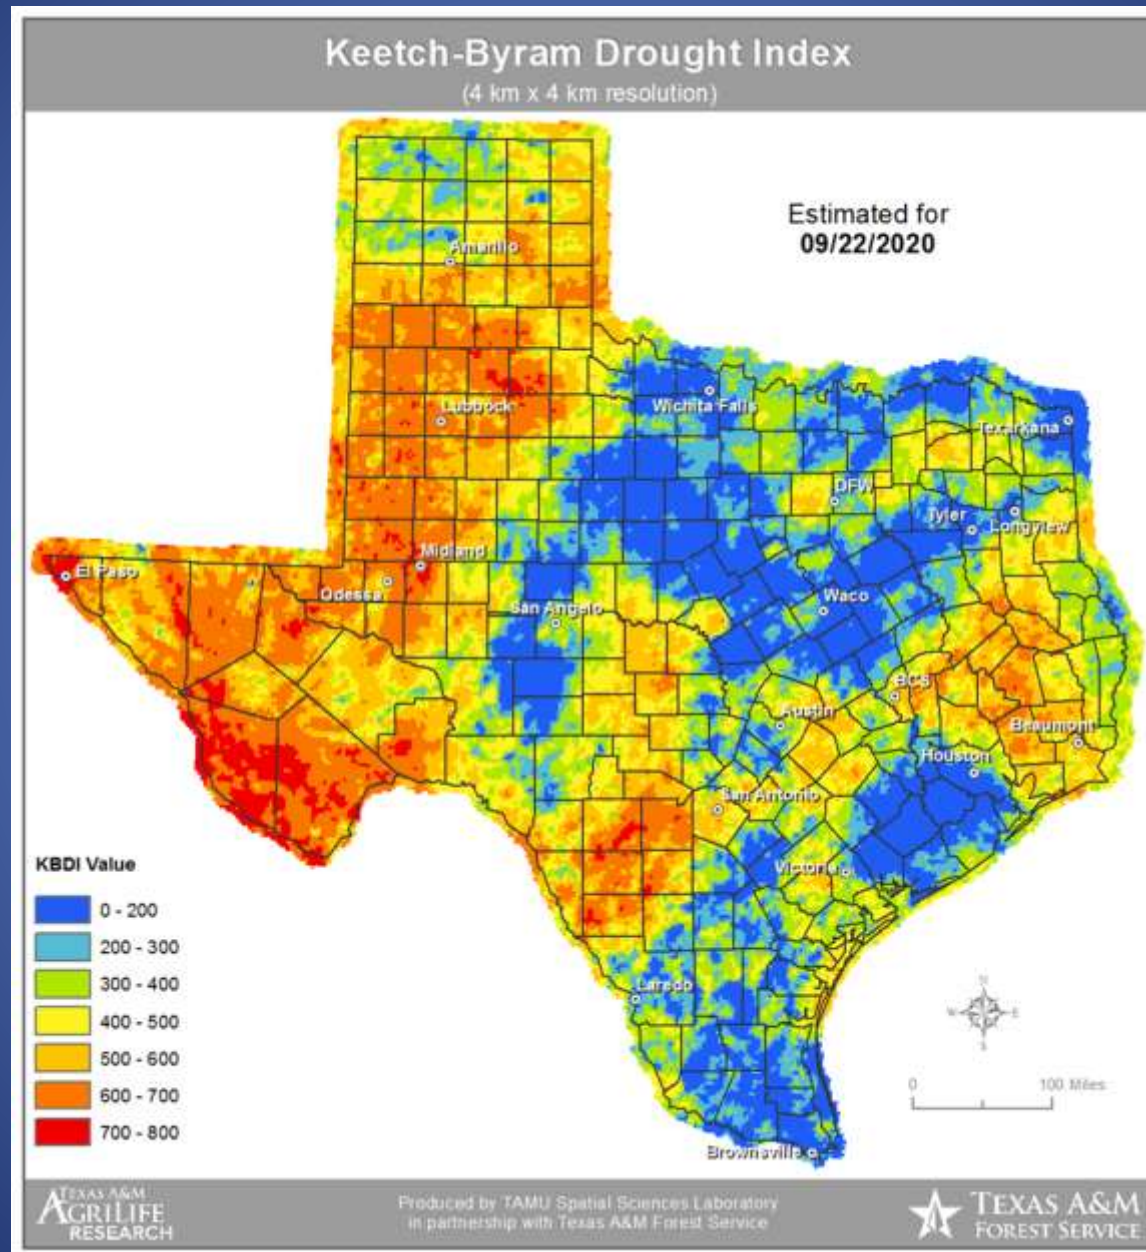 Keetch-Byram Drought Index
(4 km x 4 km resolution)
Estimated for
09/22/2020
Amarillo
Lubbock
Wichita Falls
Texarkana
DFW
Tyler
Longview
El Paso
Midland
Odessa
San Angelo
Waco
BCS
Austin
Beaumont
Houston
San Antonio
Victoria
Laredo
Brownsville
KBDI Value
0 - 200
200 - 300
300 - 400
400 - 500
500 - 600
600 - 700
700 - 800
N
W E
S
0 100 Miles
TEXAS A&M
AGRILIFE
RESEARCH
Produced by TAMU Spatial Sciences Laboratory
in partnership with Texas A&M Forest Service
TEXAS A&M
FOREST SERVICE